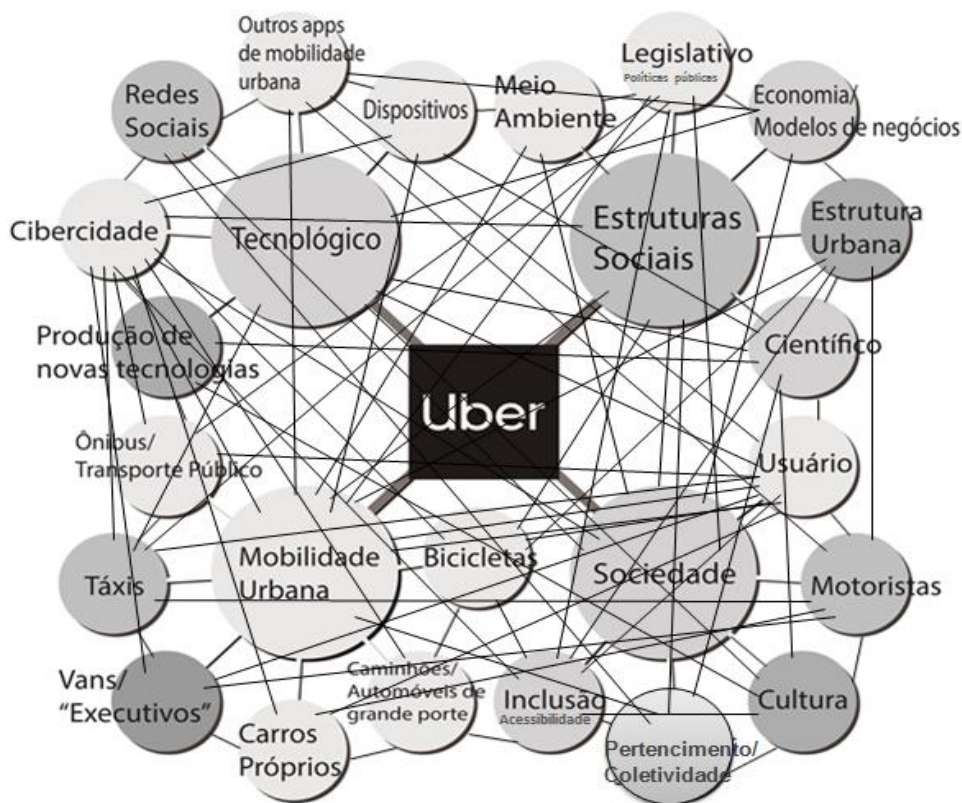 Outros apps
de mobilidade
urbana
Legislativo
Políticas públicas
Redes
Sociais
Dispositivos
Meio
Ambiente
Economia/
Modelos de negócios
Cibercidade
Tecnológico
Estruturas
Sociais
Estrutura
Urbana
Produção de
novas tecnologias
Científico
Uber
Ônibus/
Transporte Público
Usuário
Táxis
Mobilidade
Urbana
Bicicletas
Sociedade
Motoristas
Vans/
"Executivos"
Carros
Próprios
Caminhões/
Automóveis de
grande porte
Inclusão
Acessibilidade
Pertencimento/
Coletividade
Cultura